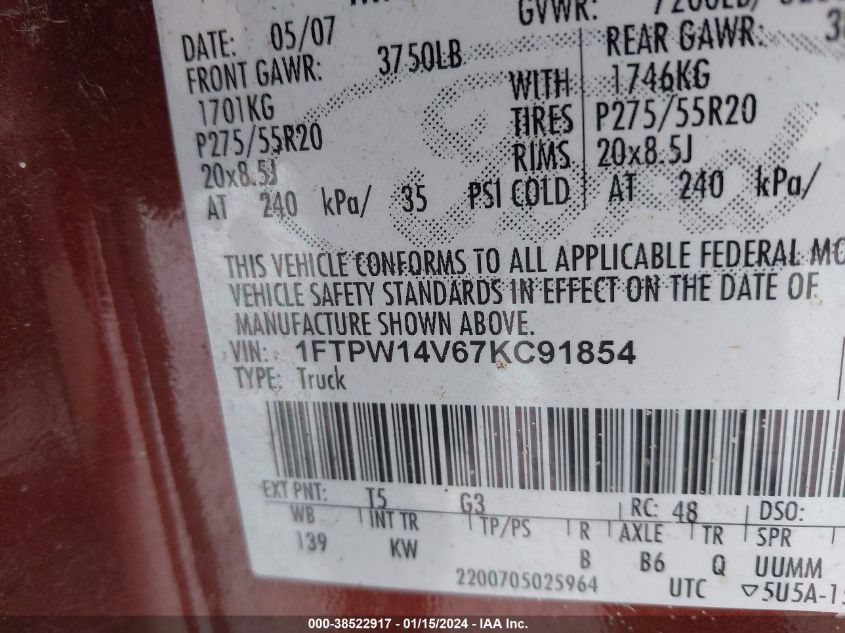 DATE: 05/07
GVWR:
FRONT GAWR: 3750LB
REAR GAWR:
1701KG WITH 1746KG
P275/55R20 TIRES P275/55R20
20x8.5J RIMS 20x8.5J
AT 240 kPa/ 35 PSI COLD AT 240 kPa/
THIS VEHICLE CONFORMS TO ALL APPLICABLE FEDERAL MO
VEHICLE SAFETY STANDARDS IN EFFECT ON THE DATE OF
MANUFACTURE SHOWN ABOVE.
VIN: 1FTPW14V67KC91854
TYPE: Truck
EXT PNT: T5 G3 RC: 48 DSO:
WB INT TR TP/PS R AXLE TR SPR
139 KW B B6 Q UUMM
2200705025964 UTC ▽5U5A-15
000-38522917 - 01/15/2024 - IAA Inc.